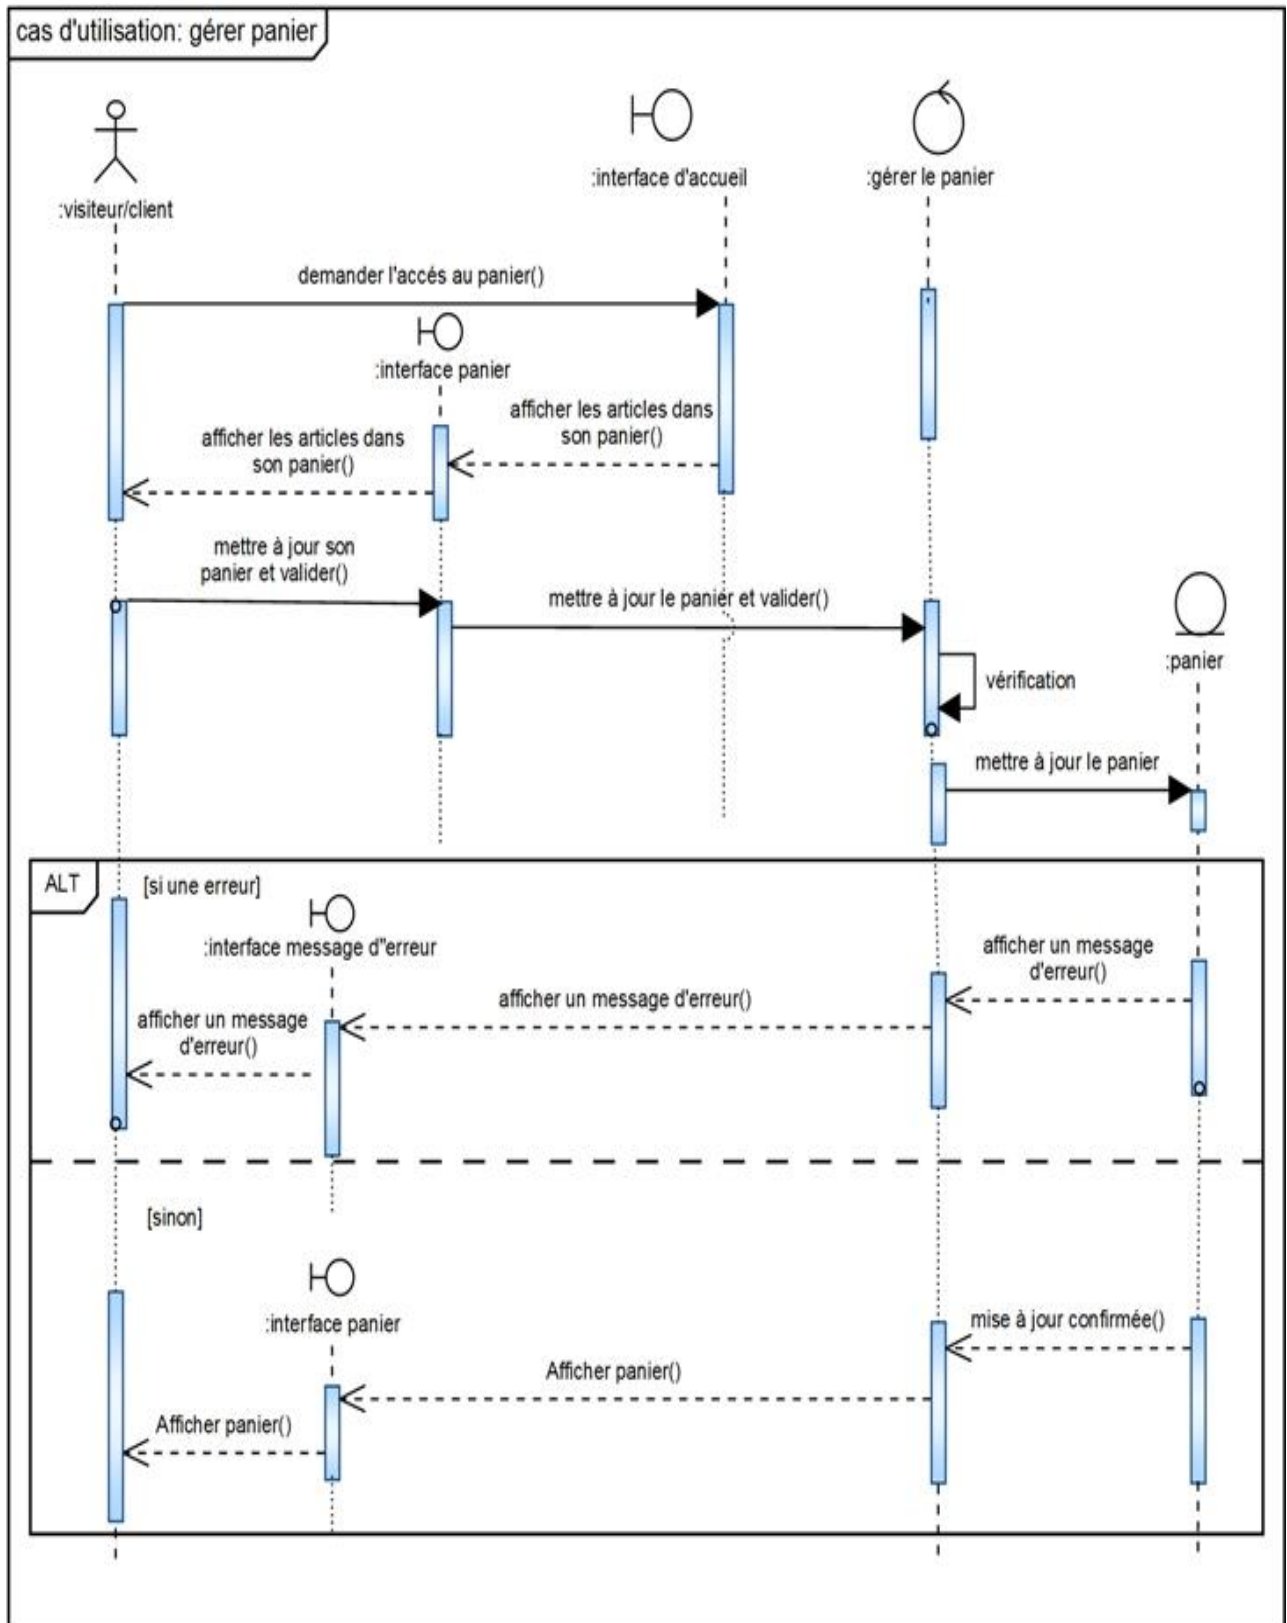 cas d'utilisation: gérer panier
:interface d'accueil
:gérer le panier
:visiteur/client
demander l'accés au panier()
:interface panier
afficher les articles dans
son panier()
afficher les articles dans
son panier()
mettre à jour son
panier et valider()
mettre à jour le panier et valider()
:panier
vérification
mettre à jour le panier
ALT
[si une erreur]
:interface message d''erreur
afficher un message
d'erreur()
afficher un message d'erreur()
afficher un message
d'erreur()
[sinon]
:interface panier
mise à jour confirmée()
Afficher panier()
Afficher panier()